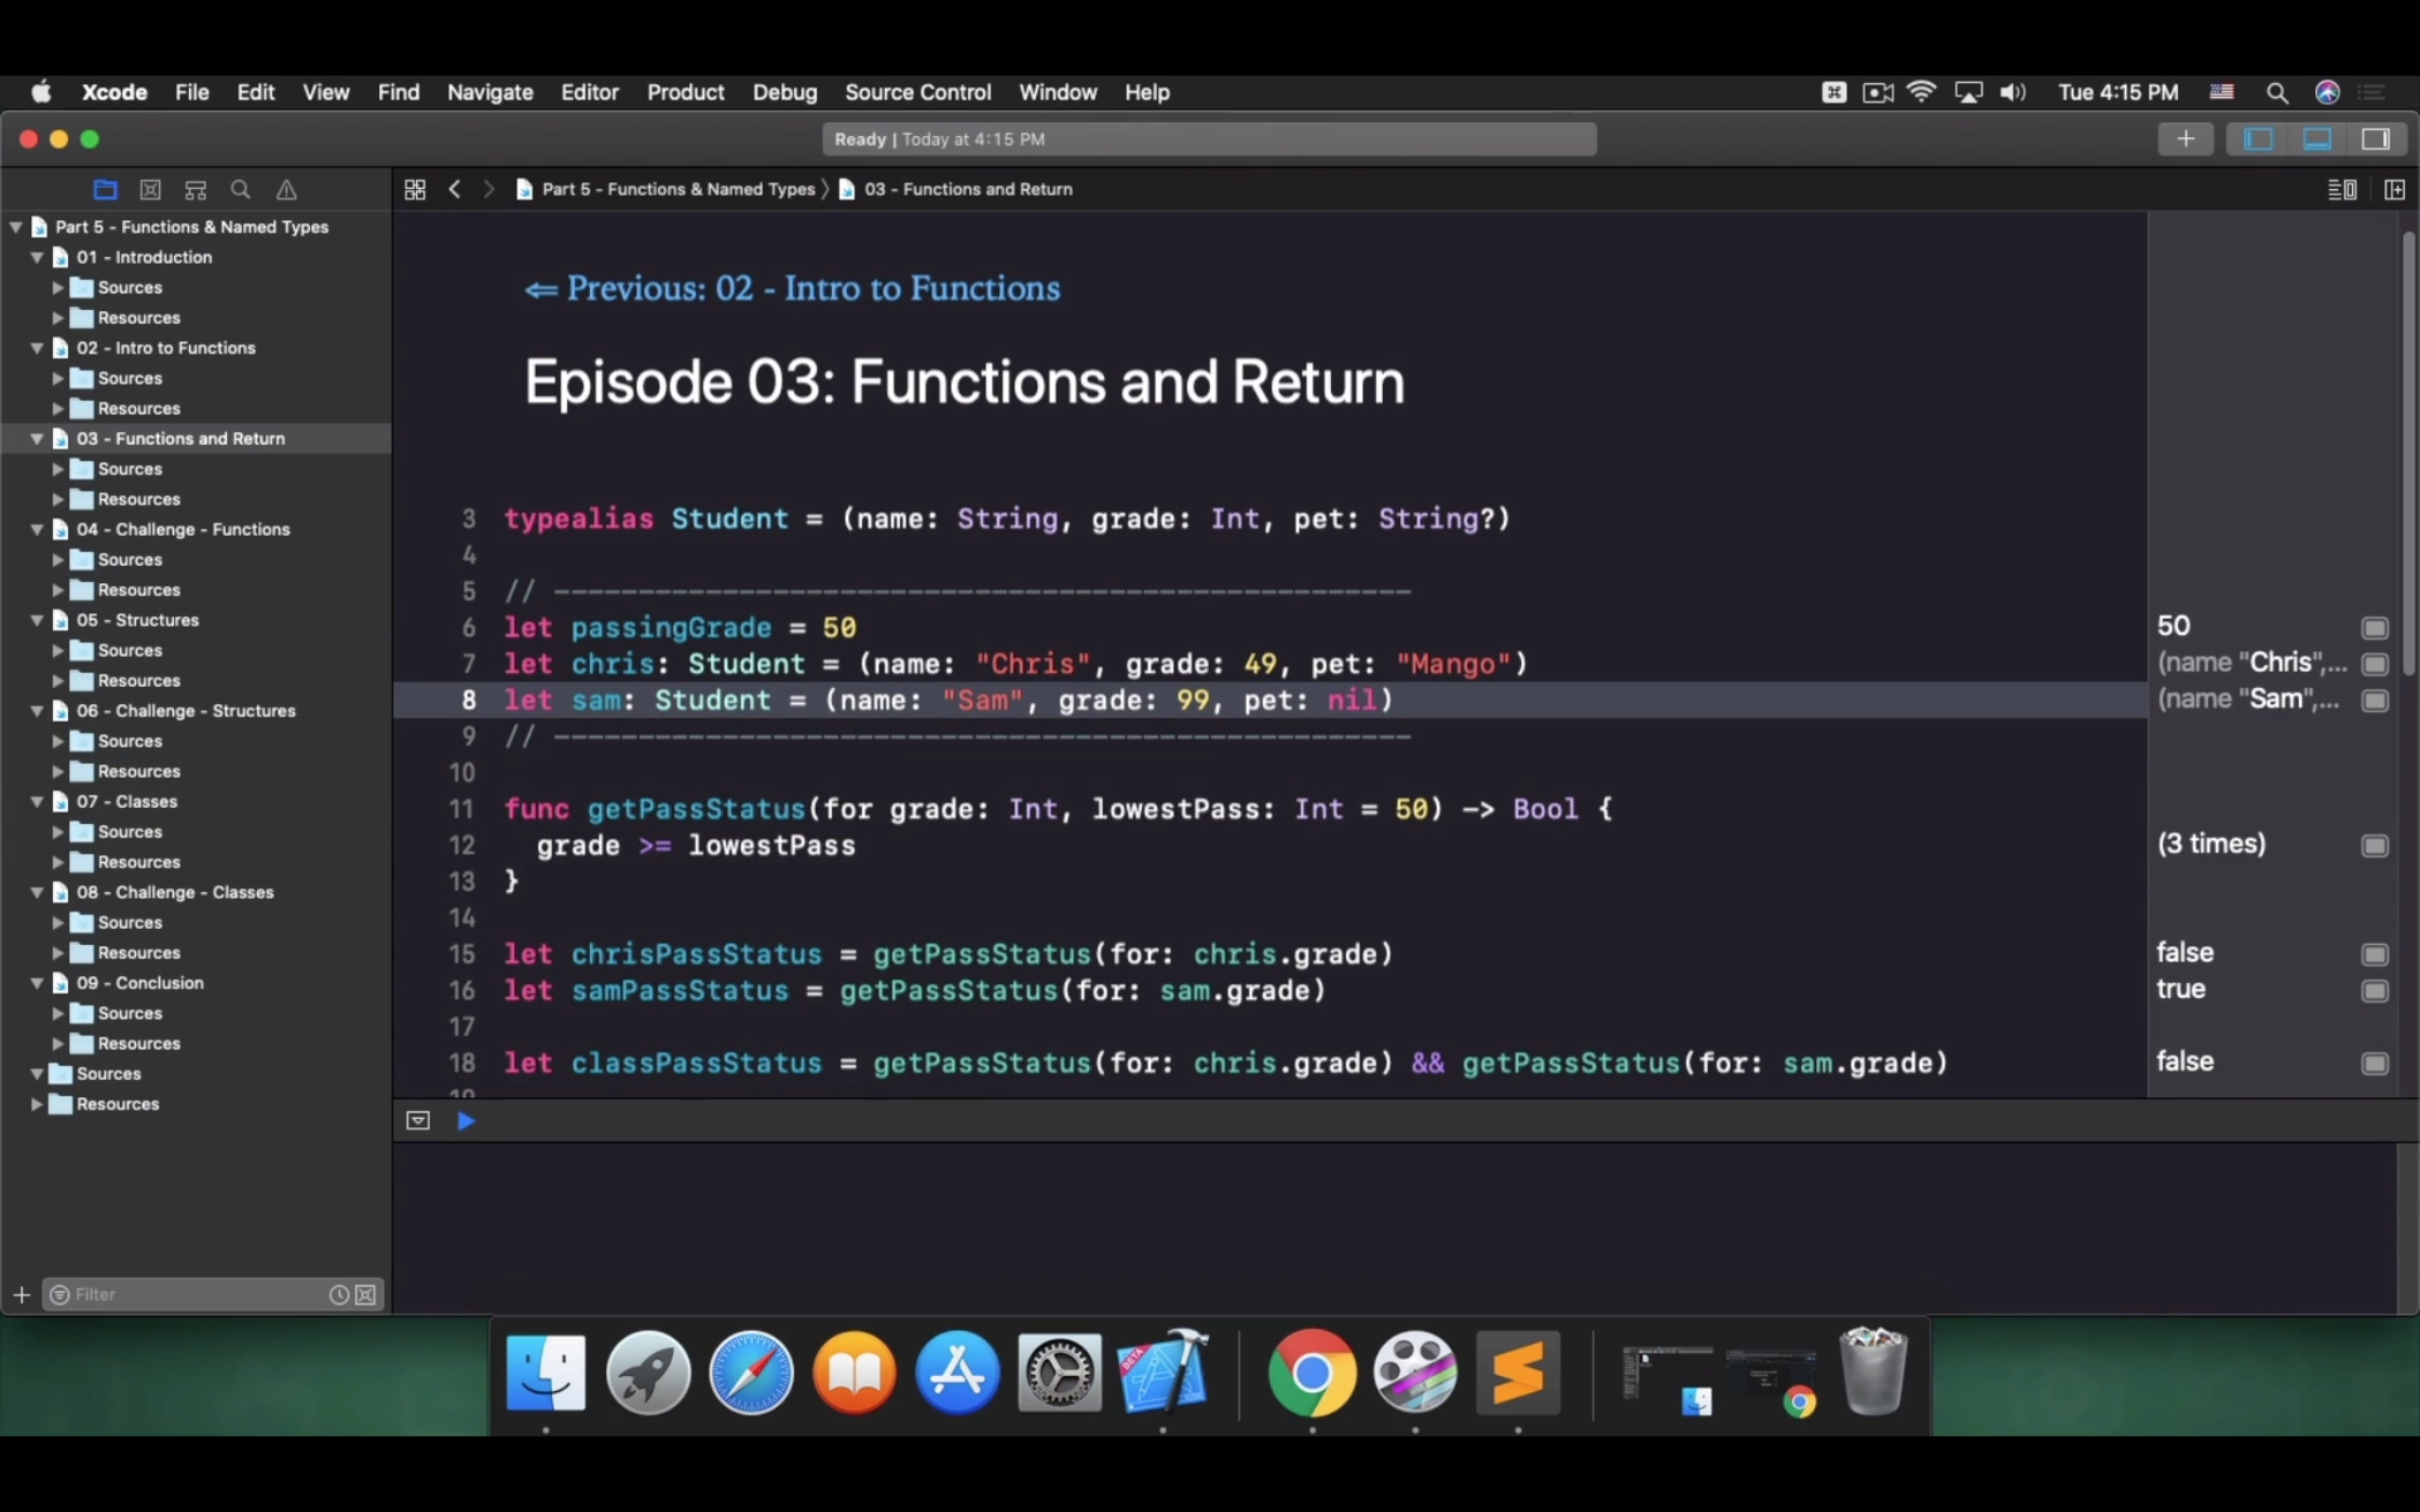 Xcode File Edit View Find Navigate Editor Product Debug Source Control Window Help Tue 4:15 PM
Ready | Today at 4:15 PM
Part 5 - Functions & Named Types 03 - Functions and Return
Part 5 - Functions & Named Types
01 - Introduction
Sources
Resources
02 - Intro to Functions
Sources
Resources
03 - Functions and Return
Sources
Resources
04 - Challenge - Functions
Sources
Resources
05 - Structures
Sources
Resources
06 - Challenge - Structures
Sources
Resources
07 - Classes
Sources
Resources
08 - Challenge - Classes
Sources
Resources
09 - Conclusion
Sources
Resources
Sources
Resources
Filter
⇐ Previous: 02 - Intro to Functions
Episode 03: Functions and Return
3 typealias Student = (name: String, grade: Int, pet: String?)
4
5 // ---------------------------------------------------
6 let passingGrade = 50
7 let chris: Student = (name: "Chris", grade: 49, pet: "Mango")
8 let sam: Student = (name: "Sam", grade: 99, pet: nil)
9 // ---------------------------------------------------
10
11 func getPassStatus(for grade: Int, lowestPass: Int = 50) -> Bool {
12 grade >= lowestPass
13 }
14
15 let chrisPassStatus = getPassStatus(for: chris.grade)
16 let samPassStatus = getPassStatus(for: sam.grade)
17
18 let classPassStatus = getPassStatus(for: chris.grade) && getPassStatus(for: sam.grade)
50
(name "Chris",...
(name "Sam",...
(3 times)
false
true
false
BETA